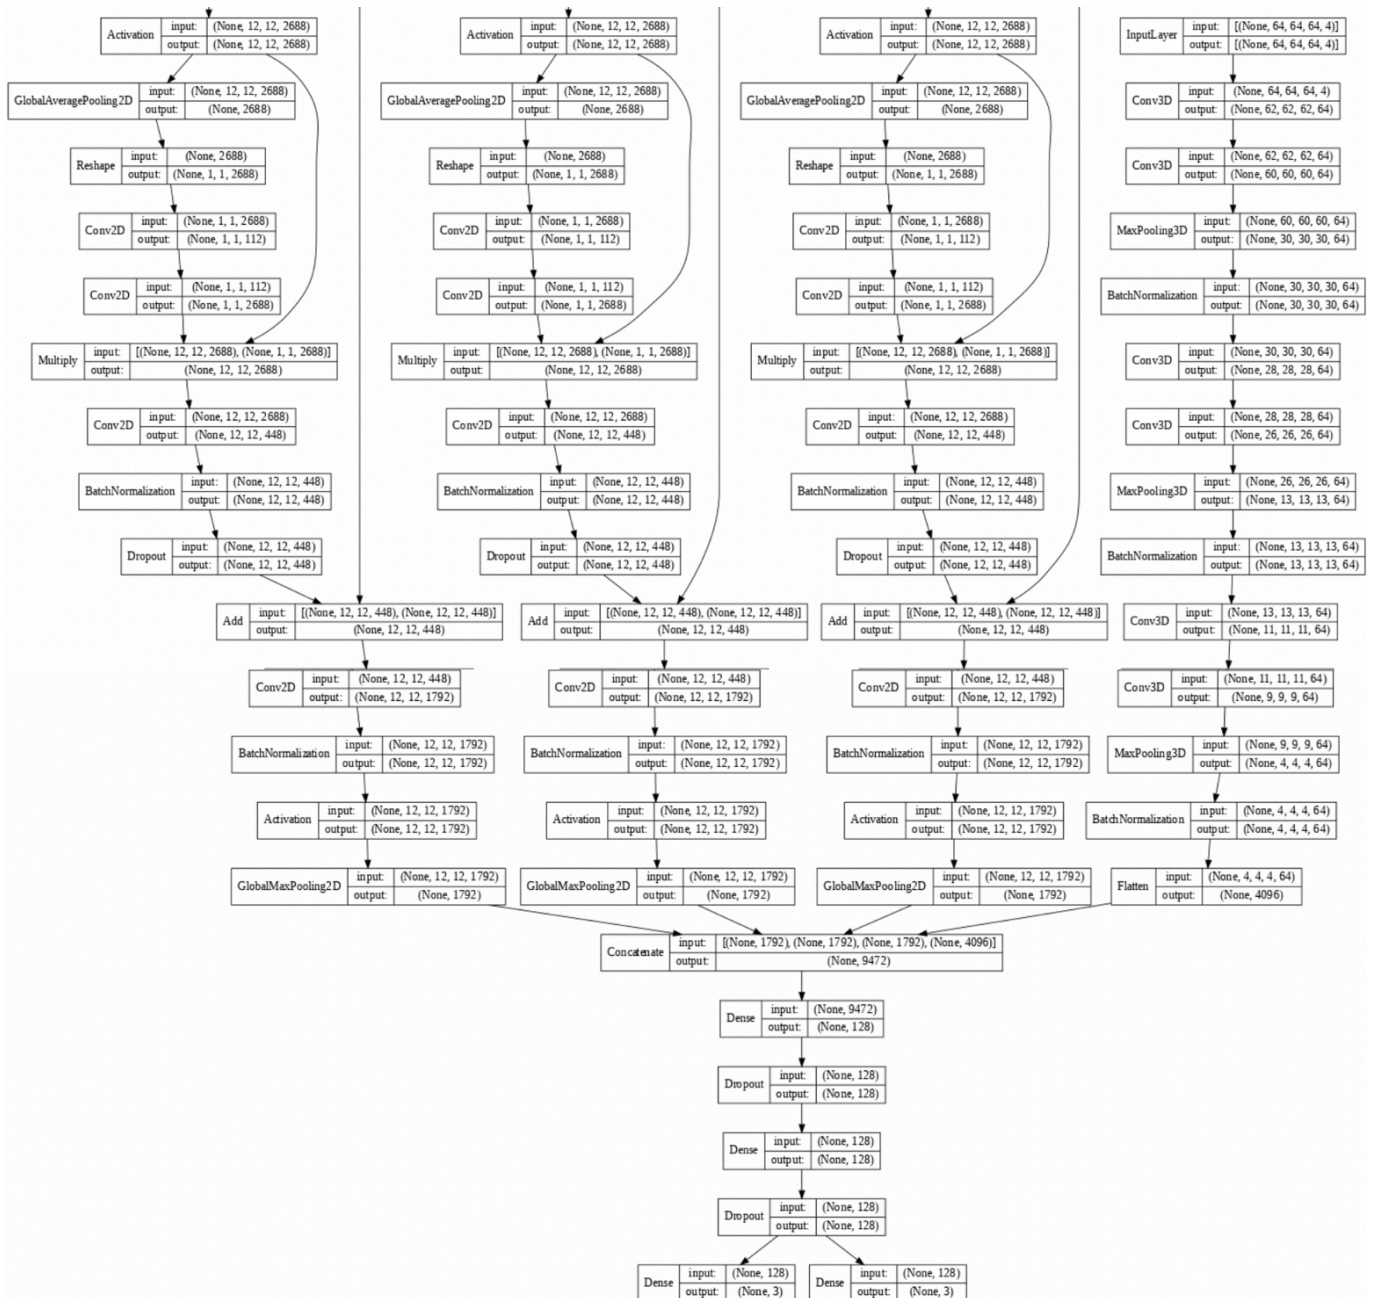 Activation input: (None, 12, 12, 2688)
output: (None, 12, 12, 2688)
GlobalAveragePooling2D input: (None, 12, 12, 2688)
output: (None, 2688)
Reshape input: (None, 2688)
output: (None, 1, 1, 2688)
Conv2D input: (None, 1, 1, 2688)
output: (None, 1, 1, 112)
Conv2D input: (None, 1, 1, 112)
output: (None, 1, 1, 2688)
Multiply input: [(None, 12, 12, 2688), (None, 1, 1, 2688)]
output: (None, 12, 12, 2688)
Conv2D input: (None, 12, 12, 2688)
output: (None, 12, 12, 448)
BatchNormalization input: (None, 12, 12, 448)
output: (None, 12, 12, 448)
Dropout input: (None, 12, 12, 448)
output: (None, 12, 12, 448)
Add input: [(None, 12, 12, 448), (None, 12, 12, 448)]
output: (None, 12, 12, 448)
Conv2D input: (None, 12, 12, 448)
output: (None, 12, 12, 1792)
BatchNormalization input: (None, 12, 12, 1792)
output: (None, 12, 12, 1792)
Activation input: (None, 12, 12, 1792)
output: (None, 12, 12, 1792)
GlobalMaxPooling2D input: (None, 12, 12, 1792)
output: (None, 1792)
Activation input: (None, 12, 12, 2688)
output: (None, 12, 12, 2688)
GlobalAveragePooling2D input: (None, 12, 12, 2688)
output: (None, 2688)
Reshape input: (None, 2688)
output: (None, 1, 1, 2688)
Conv2D input: (None, 1, 1, 2688)
output: (None, 1, 1, 112)
Conv2D input: (None, 1, 1, 112)
output: (None, 1, 1, 2688)
Multiply input: [(None, 12, 12, 2688), (None, 1, 1, 2688)]
output: (None, 12, 12, 2688)
Conv2D input: (None, 12, 12, 2688)
output: (None, 12, 12, 448)
BatchNormalization input: (None, 12, 12, 448)
output: (None, 12, 12, 448)
Dropout input: (None, 12, 12, 448)
output: (None, 12, 12, 448)
Add input: [(None, 12, 12, 448), (None, 12, 12, 448)]
output: (None, 12, 12, 448)
Conv2D input: (None, 12, 12, 448)
output: (None, 12, 12, 1792)
BatchNormalization input: (None, 12, 12, 1792)
output: (None, 12, 12, 1792)
Activation input: (None, 12, 12, 1792)
output: (None, 12, 12, 1792)
GlobalMaxPooling2D input: (None, 12, 12, 1792)
output: (None, 1792)
Activation input: (None, 12, 12, 2688)
output: (None, 12, 12, 2688)
GlobalAveragePooling2D input: (None, 12, 12, 2688)
output: (None, 2688)
Reshape input: (None, 2688)
output: (None, 1, 1, 2688)
Conv2D input: (None, 1, 1, 2688)
output: (None, 1, 1, 112)
Conv2D input: (None, 1, 1, 112)
output: (None, 1, 1, 2688)
Multiply input: [(None, 12, 12, 2688), (None, 1, 1, 2688)]
output: (None, 12, 12, 2688)
Conv2D input: (None, 12, 12, 2688)
output: (None, 12, 12, 448)
BatchNormalization input: (None, 12, 12, 448)
output: (None, 12, 12, 448)
Dropout input: (None, 12, 12, 448)
output: (None, 12, 12, 448)
Add input: [(None, 12, 12, 448), (None, 12, 12, 448)]
output: (None, 12, 12, 448)
Conv2D input: (None, 12, 12, 448)
output: (None, 12, 12, 1792)
BatchNormalization input: (None, 12, 12, 1792)
output: (None, 12, 12, 1792)
Activation input: (None, 12, 12, 1792)
output: (None, 12, 12, 1792)
GlobalMaxPooling2D input: (None, 12, 12, 1792)
output: (None, 1792)
InputLayer input: [(None, 64, 64, 64, 4)]
output: [(None, 64, 64, 64, 4)]
Conv3D input: (None, 64, 64, 64, 4)
output: (None, 62, 62, 62, 64)
Conv3D input: (None, 62, 62, 62, 64)
output: (None, 60, 60, 60, 64)
MaxPooling3D input: (None, 60, 60, 60, 64)
output: (None, 30, 30, 30, 64)
BatchNormalization input: (None, 30, 30, 30, 64)
output: (None, 30, 30, 30, 64)
Conv3D input: (None, 30, 30, 30, 64)
output: (None, 28, 28, 28, 64)
Conv3D input: (None, 28, 28, 28, 64)
output: (None, 26, 26, 26, 64)
MaxPooling3D input: (None, 26, 26, 26, 64)
output: (None, 13, 13, 13, 64)
BatchNormalization input: (None, 13, 13, 13, 64)
output: (None, 13, 13, 13, 64)
Conv3D input: (None, 13, 13, 13, 64)
output: (None, 11, 11, 11, 64)
Conv3D input: (None, 11, 11, 11, 64)
output: (None, 9, 9, 9, 64)
MaxPooling3D input: (None, 9, 9, 9, 64)
output: (None, 4, 4, 4, 64)
BatchNormalization input: (None, 4, 4, 4, 64)
output: (None, 4, 4, 4, 64)
Flatten input: (None, 4, 4, 4, 64)
output: (None, 4096)
Concatenate input: [(None, 1792), (None, 1792), (None, 1792), (None, 4096)]
output: (None, 9472)
Dense input: (None, 9472)
output: (None, 128)
Dropout input: (None, 128)
output: (None, 128)
Dense input: (None, 128)
output: (None, 128)
Dropout input: (None, 128)
output: (None, 128)
Dense input: (None, 128)
output: (None, 3)
Dense input: (None, 128)
output: (None, 3)